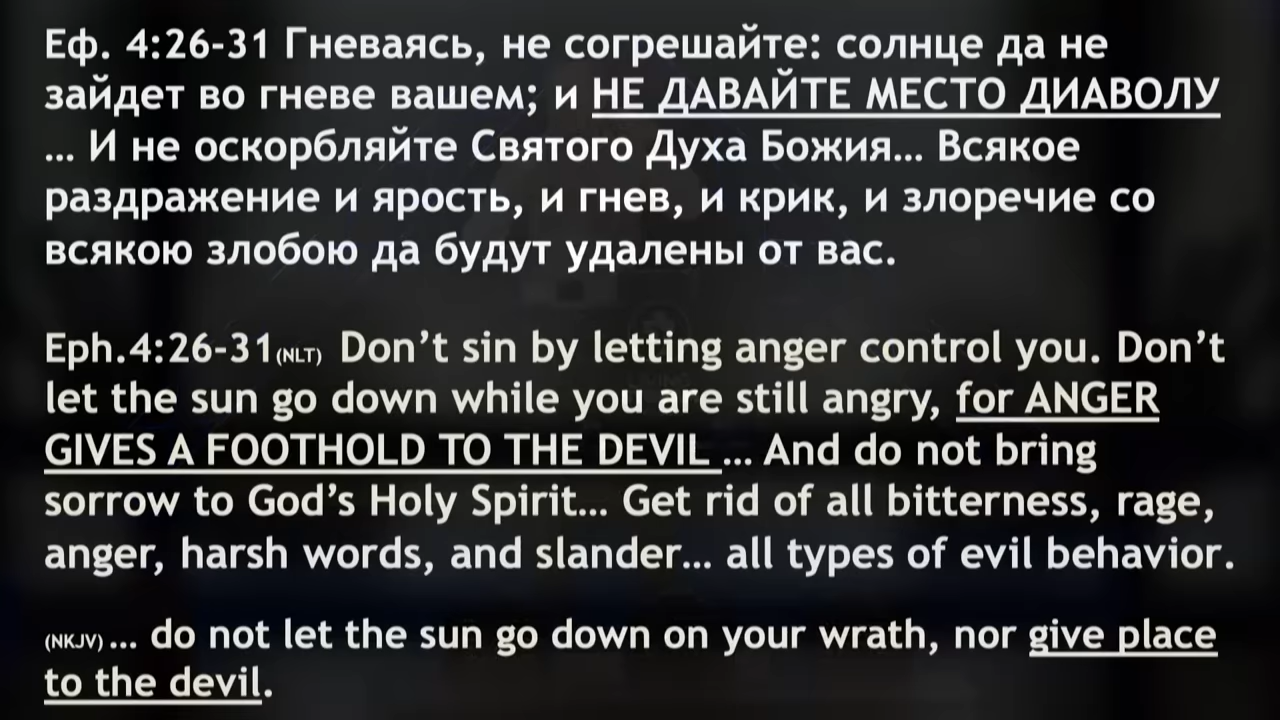 Еф. 4:26-31 Гневаясь, не согрешайте: солнце да не
зайдет во гневе вашем; и НЕ ДАВАЙТЕ МЕСТО ДИАВОЛУ
... И не оскорбляйте Святого Духа Божия... Всякое
раздражение и ярость, и гнев, и крик, и злоречие со
всякою злобою да будут удалены от вас.
Eph.4:26-31(NLT) Don’t sin by letting anger control you. Don’t
let the sun go down while you are still angry, for ANGER
GIVES A FOOTHOLD TO THE DEVIL ... And do not bring
sorrow to God’s Holy Spirit... Get rid of all bitterness, rage,
anger, harsh words, and slander... all types of evil behavior.
(NKJV) ... do not let the sun go down on your wrath, nor give place
to the devil.